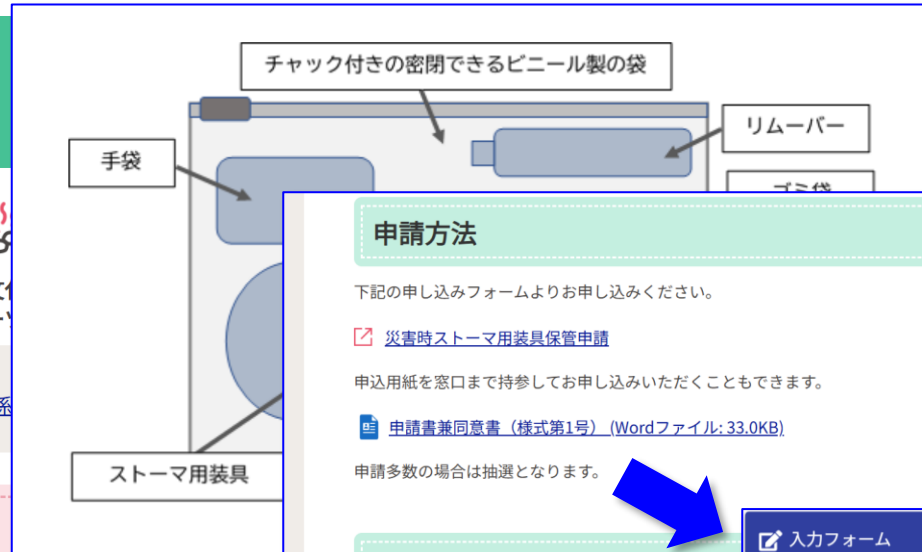 チャック付きの密閉できるビニール製の袋
リムーバー
手袋
ゴミ袋
申請方法
下記の申し込みフォームよりお申し込みください。
災害時ストーマ用装具保管申請
申込用紙を窓口まで持参してお申し込みいただくこともできます。
申請書兼同意書（様式第1号） (Wordファイル: 33.0KB)
ストーマ用装具
申請多数の場合は抽選となります。
入力フォーム